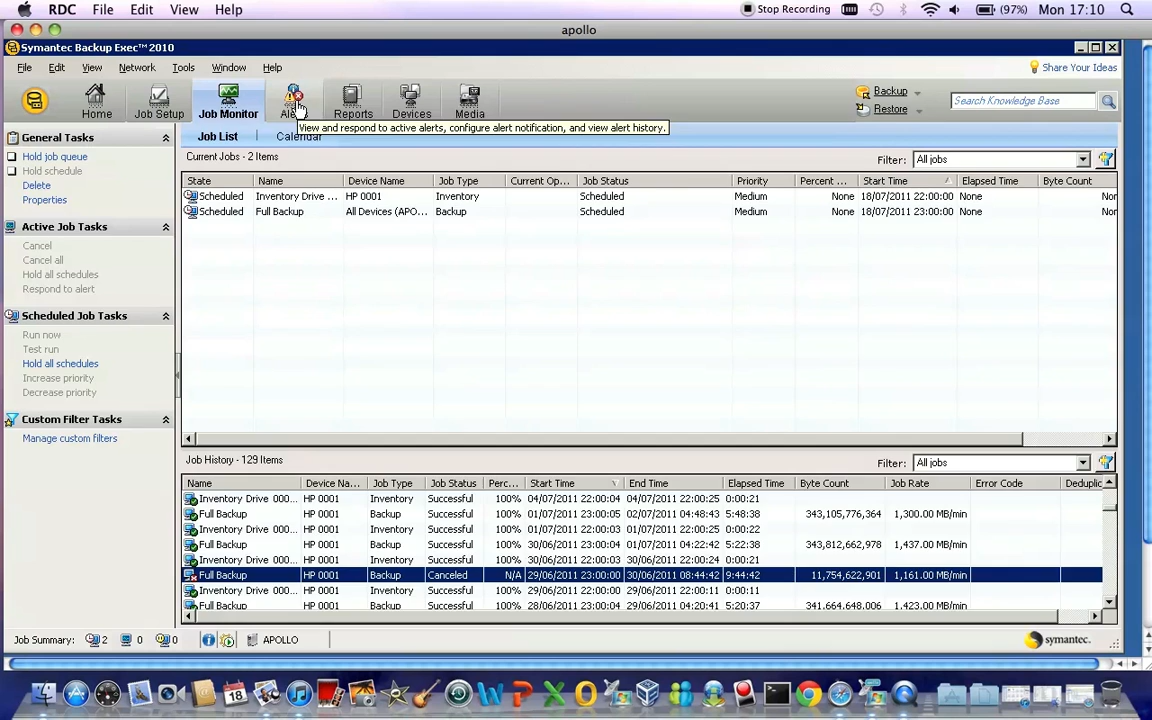 RDC File Edit View Help Stop Recording (97%) Mon 17:10
apollo
Symantec Backup Exec™ 2010
File Edit View Network Tools Window Help Share Your Ideas
Home Job Setup Job Monitor Reports Devices Media Backup Restore Search Knowledge Base
View and respond to active alerts, configure alert notification, and view alert history.
Job List
General Tasks
Hold job queue
Hold schedule
Delete
Properties
Active Job Tasks
Cancel
Cancel all
Hold all schedules
Respond to alert
Scheduled Job Tasks
Run now
Test run
Hold all schedules
Increase priority
Decrease priority
Custom Filter Tasks
Manage custom filters
Current Jobs - 2 Items Filter: All jobs
State Name Device Name Job Type Current Op... Job Status Priority Percent ... Start Time Elapsed Time Byte Count
Scheduled Inventory Drive ... HP 0001 Inventory Scheduled Medium None 18/07/2011 22:00:00 None Nor
Scheduled Full Backup All Devices (APO... Backup Scheduled Medium None 18/07/2011 23:00:00 None Nor
Job History - 129 Items Filter: All jobs
Name Device Na... Job Type Job Status Perc... Start Time End Time Elapsed Time Byte Count Job Rate Error Code Deduplic
Inventory Drive 000... HP 0001 Inventory Successful 100% 04/07/2011 22:00:04 04/07/2011 22:00:25 0:00:21
Full Backup HP 0001 Backup Successful 100% 01/07/2011 23:00:05 02/07/2011 04:48:43 5:48:38 343,105,776,364 1,300.00 MB/min
Inventory Drive 000... HP 0001 Inventory Successful 100% 01/07/2011 22:00:03 01/07/2011 22:00:25 0:00:22
Full Backup HP 0001 Backup Successful 100% 30/06/2011 23:00:04 01/07/2011 04:22:42 5:22:38 343,812,662,978 1,437.00 MB/min
Inventory Drive 000... HP 0001 Inventory Successful 100% 30/06/2011 22:00:03 30/06/2011 22:00:24 0:00:21
Full Backup HP 0001 Backup Canceled N/A 29/06/2011 23:00:00 30/06/2011 08:44:42 9:44:42 11,754,622,901 1,161.00 MB/min
Inventory Drive 000... HP 0001 Inventory Successful 100% 29/06/2011 22:00:00 29/06/2011 22:00:11 0:00:11
Full Backup HP 0001 Backup Successful 100% 28/06/2011 23:00:04 29/06/2011 04:20:41 5:20:37 341,664,648,006 1,423.00 MB/min
Job Summary: 2 0 0 APOLLO symantec.
18